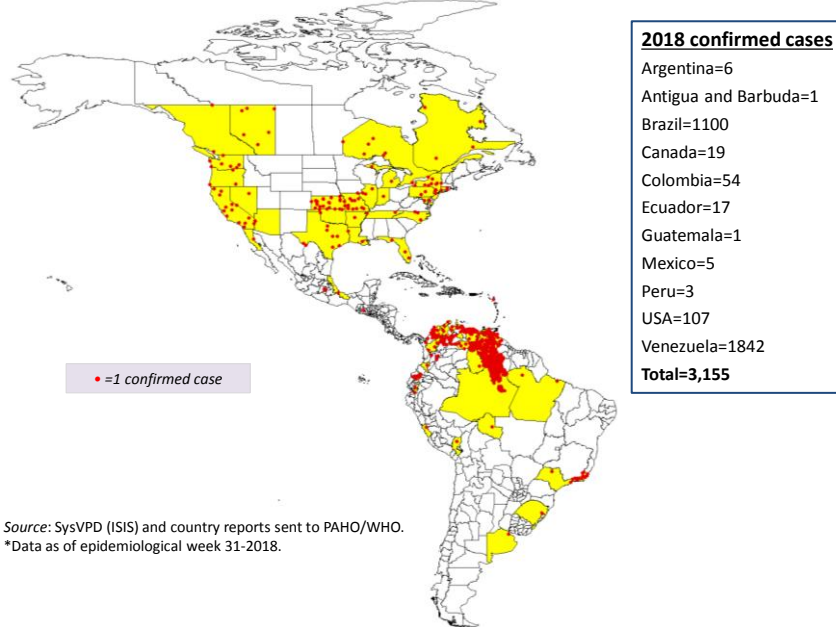 2018 confirmed cases
Argentina=6
Antigua and Barbuda=1
Brazil=1100
Canada=19
Colombia=54
Ecuador=17
Guatemala=1
Mexico=5
Peru=3
USA=107
Venezuela=1842
Total=3,155
=1 confirmed case
Source: SysVPD (ISIS) and country reports sent to PAHO/WHO.
*Data as of epidemiological week 31-2018.